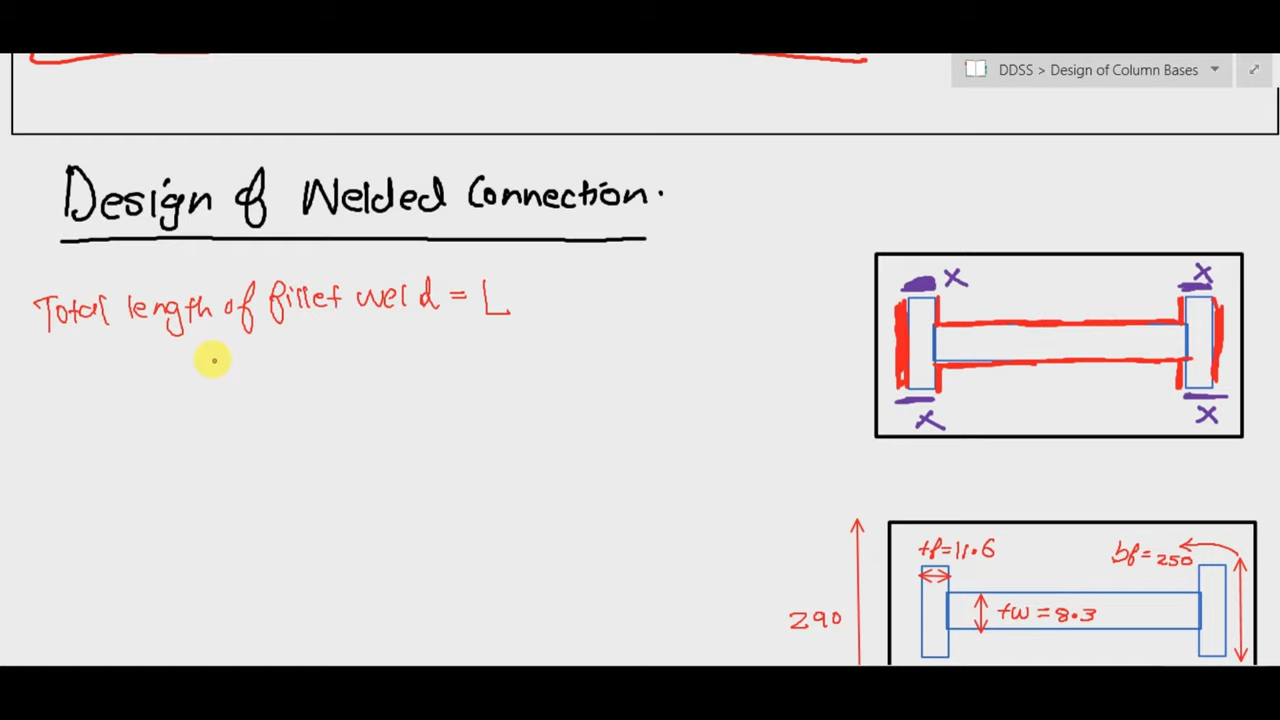 DDSS > Design of Column Bases
Design of Welded Connection.
Total length of fillet weld = L
x x
x x
tf=11.6 bf=250
290 tw=8.3